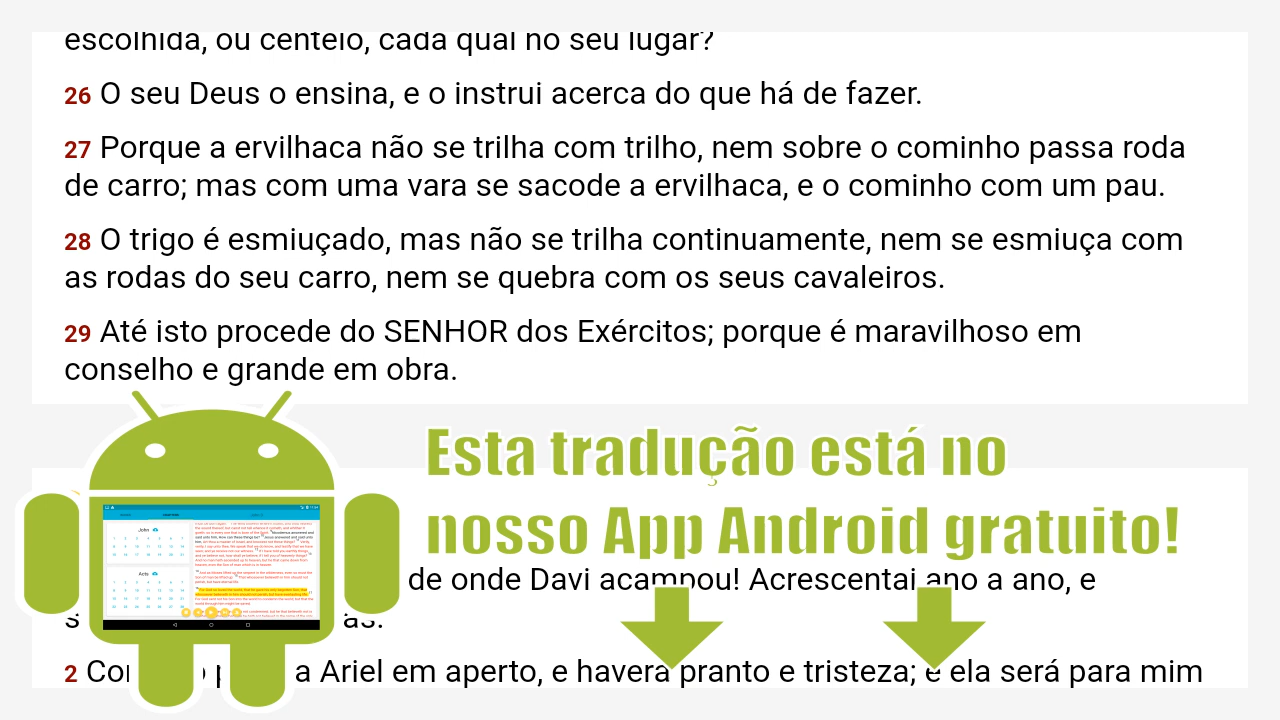 escolhida, ou centeio, cada qual no seu lugar?
26 O seu Deus o ensina, e o instrui acerca do que há de fazer.
27 Porque a ervilhaca não se trilha com trilho, nem sobre o cominho passa roda
de carro; mas com uma vara se sacode a ervilhaca, e o cominho com um pau.
28 O trigo é esmiuçado, mas não se trilha continuamente, nem se esmiuça com
as rodas do seu carro, nem se quebra com os seus cavaleiros.
29 Até isto procede do SENHOR dos Exércitos; porque é maravilhoso em
conselho e grande em obra.
Esta tradução está no
nosso App Android gratuito!
de onde Davi acampou! Acrescentai ano a ano, e
2 a Ariel em aperto, e haverá pranto e tristeza; e ela será para mim
John
Acts